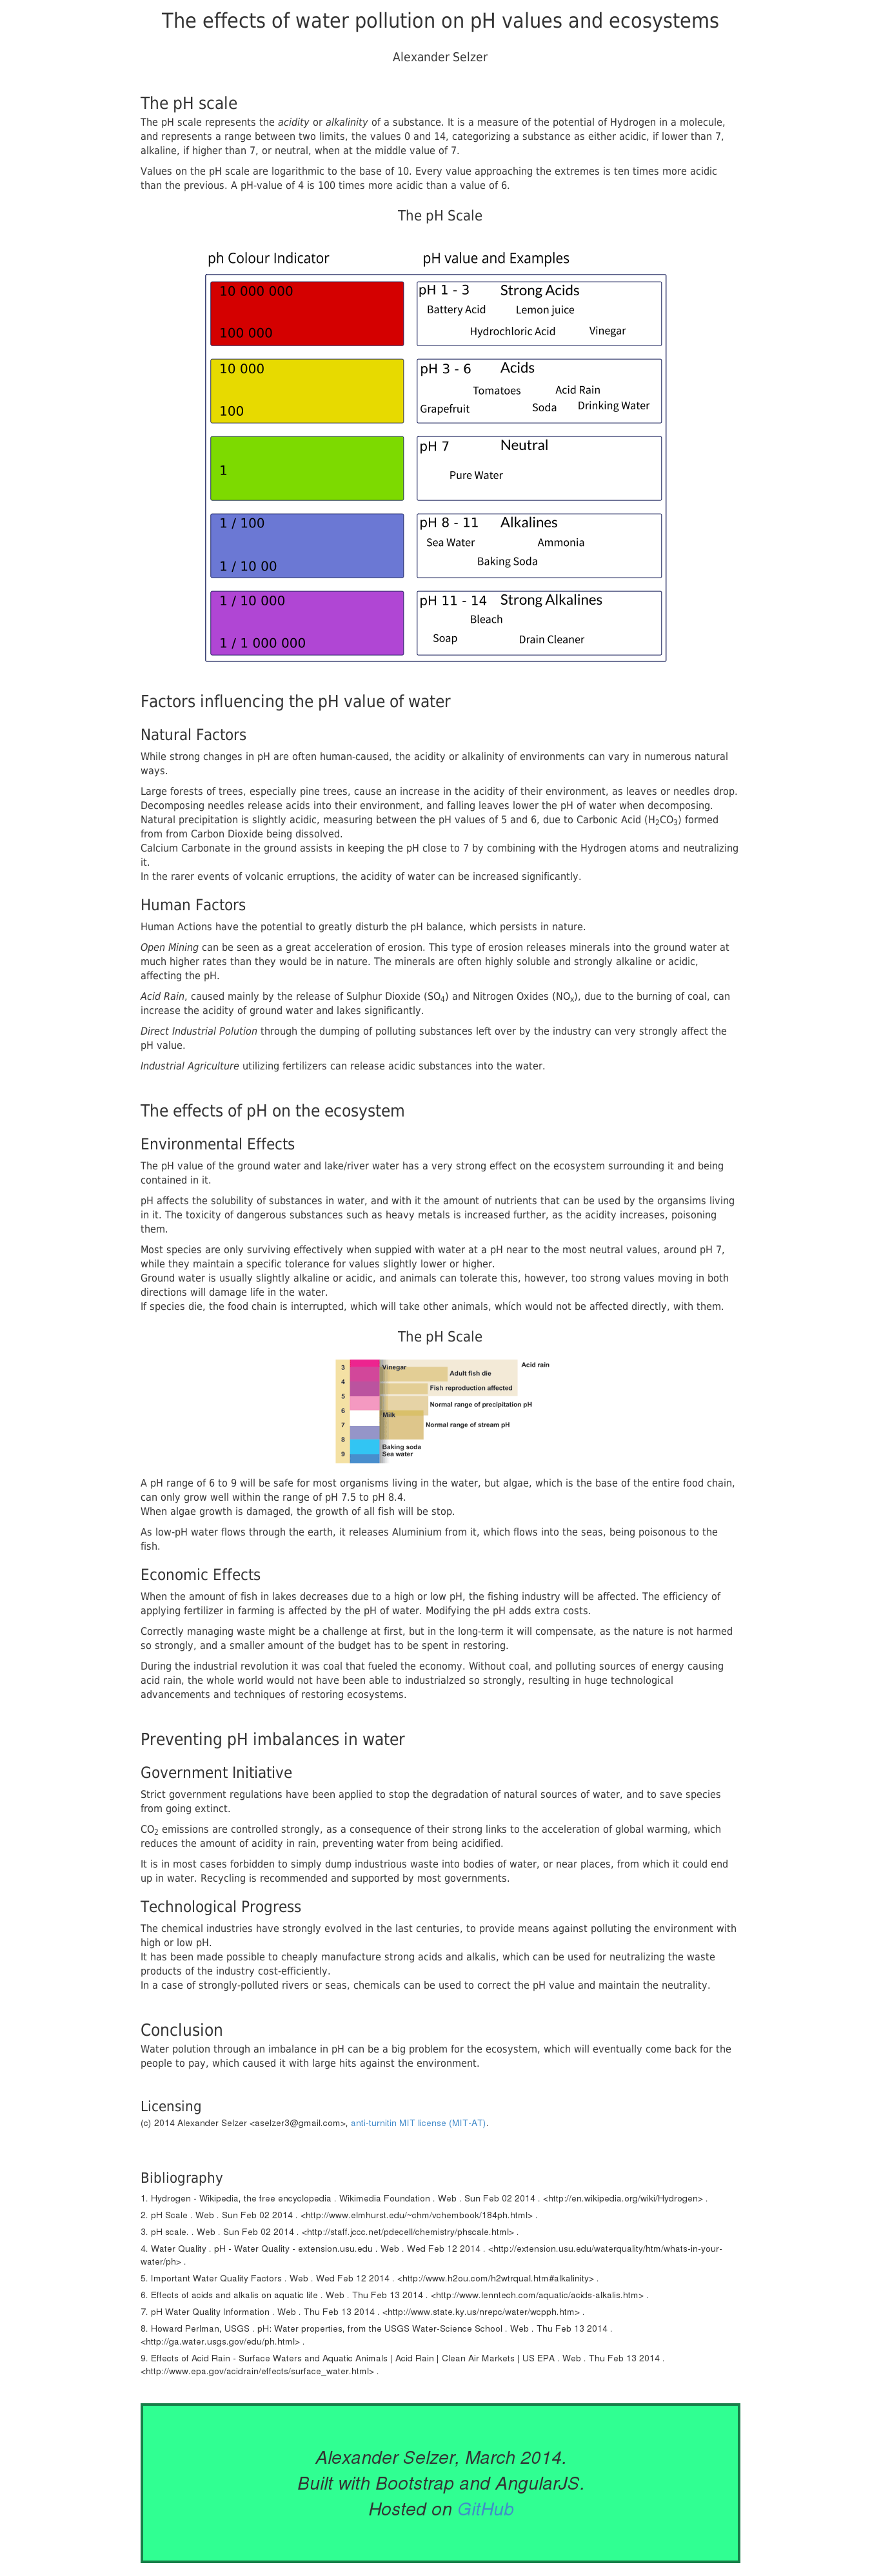 The effects of water pollution on pH values and ecosystems
Alexander Selzer
The pH scale
The pH scale represents the acidity or alkalinity of a substance. It is a measure of the potential of Hydrogen in a molecule,
and represents a range between two limits, the values 0 and 14, categorizing a substance as either acidic, if lower than 7,
alkaline, if higher than 7, or neutral, when at the middle value of 7.
Values on the pH scale are logarithmic to the base of 10. Every value approaching the extremes is ten times more acidic
than the previous. A pH-value of 4 is 100 times more acidic than a value of 6.
The pH Scale
ph Colour Indicator
pH value and Examples
10 000 000
100 000
pH 1 - 3 Strong Acids
Battery Acid Lemon juice
Hydrochloric Acid Vinegar
10 000
100
pH 3 - 6 Acids
Tomatoes Acid Rain
Grapefruit Soda Drinking Water
1
pH 7 Neutral
Pure Water
1 / 100
1 / 10 00
pH 8 - 11 Alkalines
Sea Water Ammonia
Baking Soda
1 / 10 000
1 / 1 000 000
pH 11 - 14 Strong Alkalines
Bleach
Soap Drain Cleaner
Factors influencing the pH value of water
Natural Factors
While strong changes in pH are often human-caused, the acidity or alkalinity of environments can vary in numerous natural
ways.
Large forests of trees, especially pine trees, cause an increase in the acidity of their environment, as leaves or needles drop.
Decomposing needles release acids into their environment, and falling leaves lower the pH of water when decomposing.
Natural precipitation is slightly acidic, measuring between the pH values of 5 and 6, due to Carbonic Acid (H2CO3) formed
from from Carbon Dioxide being dissolved.
Calcium Carbonate in the ground assists in keeping the pH close to 7 by combining with the Hydrogen atoms and neutralizing
it.
In the rarer events of volcanic erruptions, the acidity of water can be increased significantly.
Human Factors
Human Actions have the potential to greatly disturb the pH balance, which persists in nature.
Open Mining can be seen as a great acceleration of erosion. This type of erosion releases minerals into the ground water at
much higher rates than they would be in nature. The minerals are often highly soluble and strongly alkaline or acidic,
affecting the pH.
Acid Rain, caused mainly by the release of Sulphur Dioxide (SO4) and Nitrogen Oxides (NOx), due to the burning of coal, can
increase the acidity of ground water and lakes significantly.
Direct Industrial Polution through the dumping of polluting substances left over by the industry can very strongly affect the
pH value.
Industrial Agriculture utilizing fertilizers can release acidic substances into the water.
The effects of pH on the ecosystem
Environmental Effects
The pH value of the ground water and lake/river water has a very strong effect on the ecosystem surrounding it and being
contained in it.
pH affects the solubility of substances in water, and with it the amount of nutrients that can be used by the organsims living
in it. The toxicity of dangerous substances such as heavy metals is increased further, as the acidity increases, poisoning
them.
Most species are only surviving effectively when suppied with water at a pH near to the most neutral values, around pH 7,
while they maintain a specific tolerance for values slightly lower or higher.
Ground water is usually slightly alkaline or acidic, and animals can tolerate this, however, too strong values moving in both
directions will damage life in the water.
If species die, the food chain is interrupted, which will take other animals, which would not be affected directly, with them.
The pH Scale
3 Vinegar Acid rain
Adult fish die
4
Fish reproduction affected
5
Normal range of precipitation pH
6
Milk
7 Normal range of stream pH
8
Baking soda
9 Sea water
A pH range of 6 to 9 will be safe for most organisms living in the water, but algae, which is the base of the entire food chain,
can only grow well within the range of pH 7.5 to pH 8.4.
When algae growth is damaged, the growth of all fish will be stop.
As low-pH water flows through the earth, it releases Aluminium from it, which flows into the seas, being poisonous to the
fish.
Economic Effects
When the amount of fish in lakes decreases due to a high or low pH, the fishing industry will be affected. The efficiency of
applying fertilizer in farming is affected by the pH of water. Modifying the pH adds extra costs.
Correctly managing waste might be a challenge at first, but in the long-term it will compensate, as the nature is not harmed
so strongly, and a smaller amount of the budget has to be spent in restoring.
During the industrial revolution it was coal that fueled the economy. Without coal, and polluting sources of energy causing
acid rain, the whole world would not have been able to industrialzed so strongly, resulting in huge technological
advancements and techniques of restoring ecosystems.
Preventing pH imbalances in water
Government Initiative
Strict government regulations have been applied to stop the degradation of natural sources of water, and to save species
from going extinct.
CO2 emissions are controlled strongly, as a consequence of their strong links to the acceleration of global warming, which
reduces the amount of acidity in rain, preventing water from being acidified.
It is in most cases forbidden to simply dump industrious waste into bodies of water, or near places, from which it could end
up in water. Recycling is recommended and supported by most governments.
Technological Progress
The chemical industries have strongly evolved in the last centuries, to provide means against polluting the environment with
high or low pH.
It has been made possible to cheaply manufacture strong acids and alkalis, which can be used for neutralizing the waste
products of the industry cost-efficiently.
In a case of strongly-polluted rivers or seas, chemicals can be used to correct the pH value and maintain the neutrality.
Conclusion
Water polution through an imbalance in pH can be a big problem for the ecosystem, which will eventually come back for the
people to pay, which caused it with large hits against the environment.
Licensing
(c) 2014 Alexander Selzer <aselzer3@gmail.com>, anti-turnitin MIT license (MIT-AT).
Bibliography
1. Hydrogen - Wikipedia, the free encyclopedia . Wikimedia Foundation . Web . Sun Feb 02 2014 . <http://en.wikipedia.org/wiki/Hydrogen> .
2. pH Scale . Web . Sun Feb 02 2014 . <http://www.elmhurst.edu/~chm/vchembook/184ph.html> .
3. pH scale. . Web . Sun Feb 02 2014 . <http://staff.jccc.net/pdecell/chemistry/phscale.html> .
4. Water Quality . pH - Water Quality - extension.usu.edu . Web . Wed Feb 12 2014 . <http://extension.usu.edu/waterquality/htm/whats-in-your-
water/ph> .
5. Important Water Quality Factors . Web . Wed Feb 12 2014 . <http://www.h2ou.com/h2wtrqual.htm#alkalinity> .
6. Effects of acids and alkalis on aquatic life . Web . Thu Feb 13 2014 . <http://www.lenntech.com/aquatic/acids-alkalis.htm> .
7. pH Water Quality Information . Web . Thu Feb 13 2014 . <http://www.state.ky.us/nrepc/water/wcpph.htm> .
8. Howard Perlman, USGS . pH: Water properties, from the USGS Water-Science School . Web . Thu Feb 13 2014 .
<http://ga.water.usgs.gov/edu/ph.html> .
9. Effects of Acid Rain - Surface Waters and Aquatic Animals | Acid Rain | Clean Air Markets | US EPA . Web . Thu Feb 13 2014 .
<http://www.epa.gov/acidrain/effects/surface_water.html> .
Alexander Selzer, March 2014.
Built with Bootstrap and AngularJS.
Hosted on GitHub